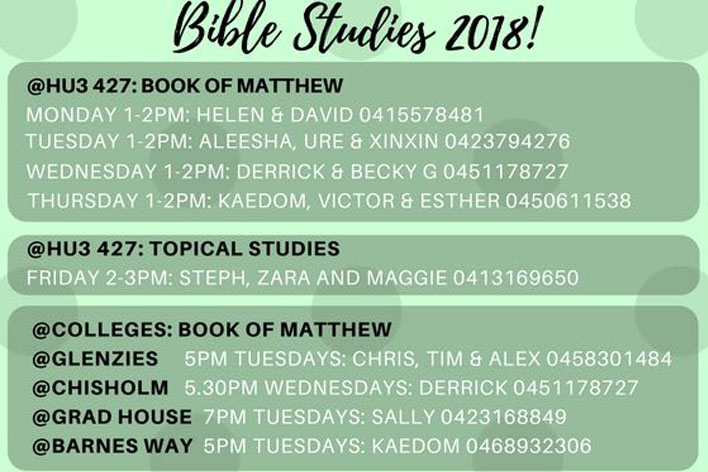 Bible Studies 2018!
@HU3 427: BOOK OF MATTHEW
MONDAY 1-2PM: HELEN & DAVID 0415578481
TUESDAY 1-2PM: ALEESHA, URE & XINXIN 0423794276
WEDNESDAY 1-2PM: DERRICK & BECKY G 0451178727
THURSDAY 1-2PM: KAEDOM, VICTOR & ESTHER 0450611538
@HU3 427: TOPICAL STUDIES
FRIDAY 2-3PM: STEPH, ZARA AND MAGGIE 0413169650
@COLLEGES: BOOK OF MATTHEW
@GLENZIES 5PM TUESDAYS: CHRIS, TIM & ALEX 0458301484
@CHISHOLM 5.30PM WEDNESDAYS: DERRICK 0451178727
@GRAD HOUSE 7PM TUESDAYS: SALLY 0423168849
@BARNES WAY 5PM TUESDAYS: KAEDOM 0468932306